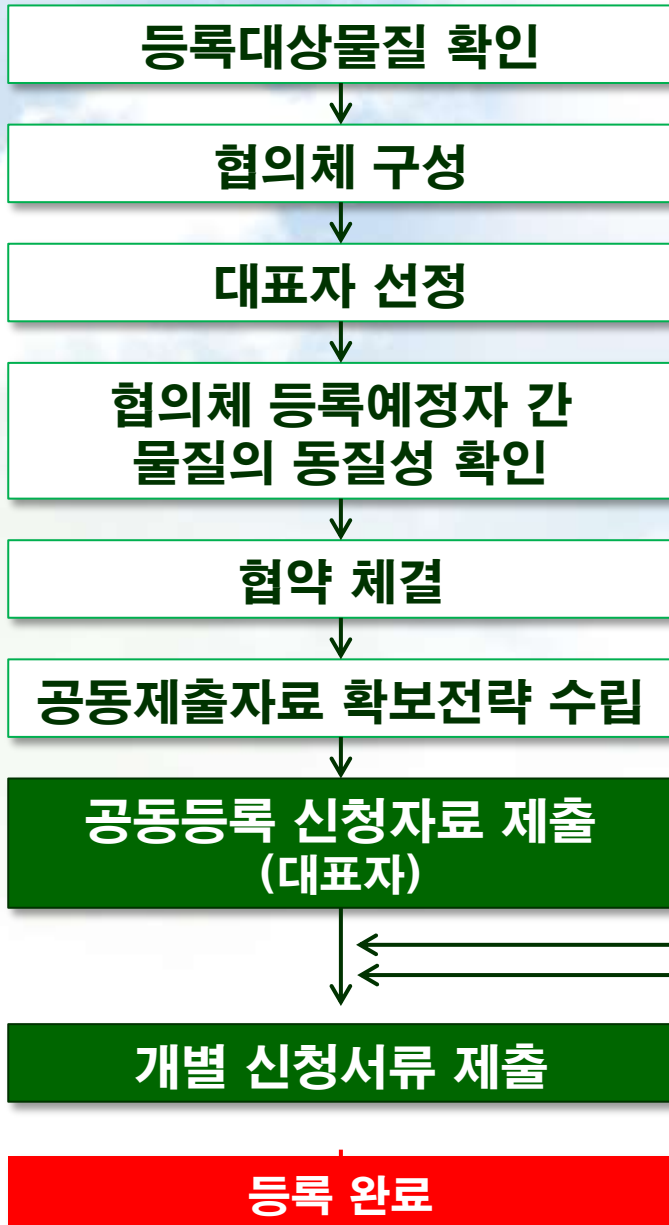 등록대상물질 확인
협의체 구성
대표자 선정
협의체 등록예정자 간
물질의 동질성 확인
협약 체결
공동제출자료 확보전략 수립
공동등록 신청자료 제출
(대표자)
개별 신청서류 제출
등록 완료